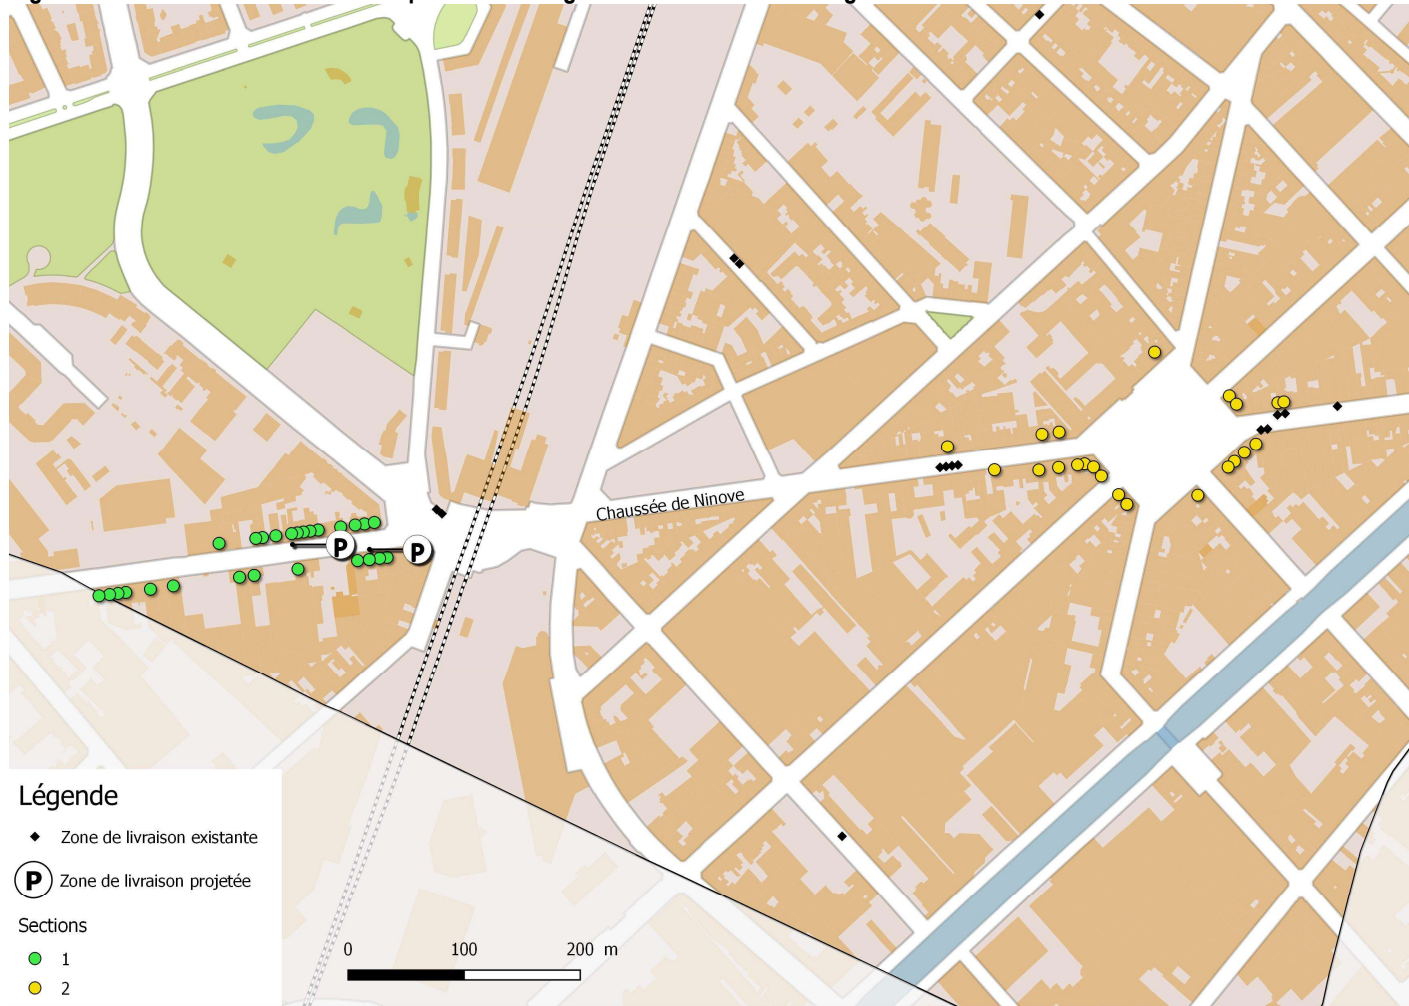 Chaussée de Ninove
P
P
Légende
Zone de livraison existante
P Zone de livraison projetée
Sections
1
2
0 100 200 m